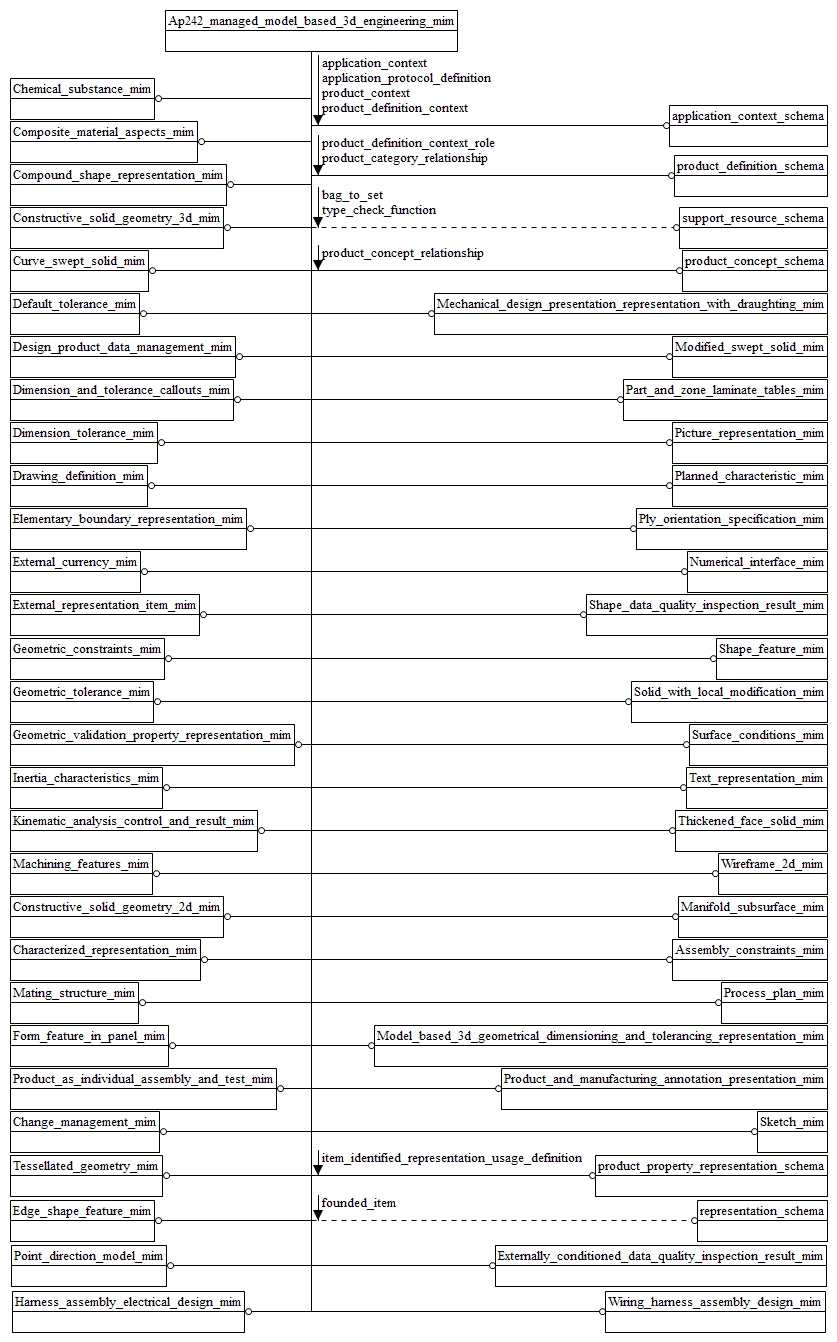 Ap242_managed_model_based_3d_engineering_mim
application_context
application_protocol_definition
product_context
product_definition_context
Chemical_substance_mim
application_context_schema
Composite_material_aspects_mim
product_definition_context_role
product_category_relationship
product_definition_schema
Compound_shape_representation_mim
bag_to_set
type_check_function
Constructive_solid_geometry_3d_mim
support_resource_schema
product_concept_relationship
Curve_swept_solid_mim
product_concept_schema
Default_tolerance_mim
Mechanical_design_presentation_representation_with_draughting_mim
Design_product_data_management_mim
Modified_swept_solid_mim
Dimension_and_tolerance_callouts_mim
Part_and_zone_laminate_tables_mim
Dimension_tolerance_mim
Picture_representation_mim
Drawing_definition_mim
Planned_characteristic_mim
Elementary_boundary_representation_mim
Ply_orientation_specification_mim
External_currency_mim
Numerical_interface_mim
External_representation_item_mim
Shape_data_quality_inspection_result_mim
Geometric_constraints_mim
Shape_feature_mim
Geometric_tolerance_mim
Solid_with_local_modification_mim
Geometric_validation_property_representation_mim
Surface_conditions_mim
Inertia_characteristics_mim
Text_representation_mim
Kinematic_analysis_control_and_result_mim
Thickened_face_solid_mim
Machining_features_mim
Wireframe_2d_mim
Constructive_solid_geometry_2d_mim
Manifold_subsurface_mim
Characterized_representation_mim
Assembly_constraints_mim
Mating_structure_mim
Process_plan_mim
Form_feature_in_panel_mim
Model_based_3d_geometrical_dimensioning_and_tolerancing_representation_mim
Product_as_individual_assembly_and_test_mim
Product_and_manufacturing_annotation_presentation_mim
Change_management_mim
Sketch_mim
Tessellated_geometry_mim
item_identified_representation_usage_definition
product_property_representation_schema
Edge_shape_feature_mim
founded_item
representation_schema
Point_direction_model_mim
Externally_conditioned_data_quality_inspection_result_mim
Harness_assembly_electrical_design_mim
Wiring_harness_assembly_design_mim